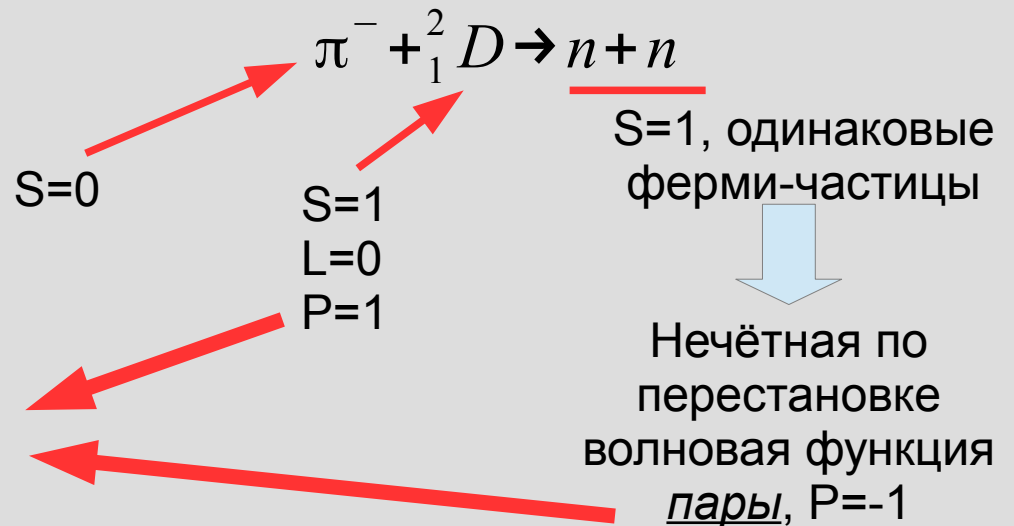 π⁻ + ²₁D → n + n
S=1, одинаковые
ферми-частицы
S=0
S=1
L=0
P=1
Нечётная по
перестановке
волновая функция
пары, P=-1